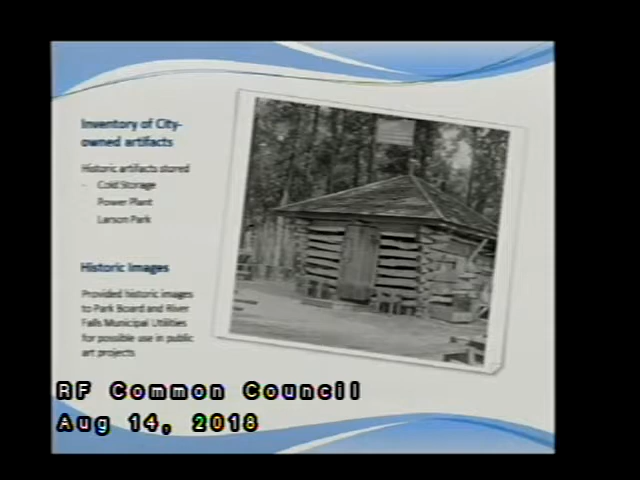 Inventory of City-
owned artifacts
Historic artifacts stored
- Cold Storage
Power Plant
Larson Park
Historic Images
Provided historic images
to Park Board and River
Falls Municipal Utilities
for possible use in public
art projects
RF Common Council
Aug 14, 2018